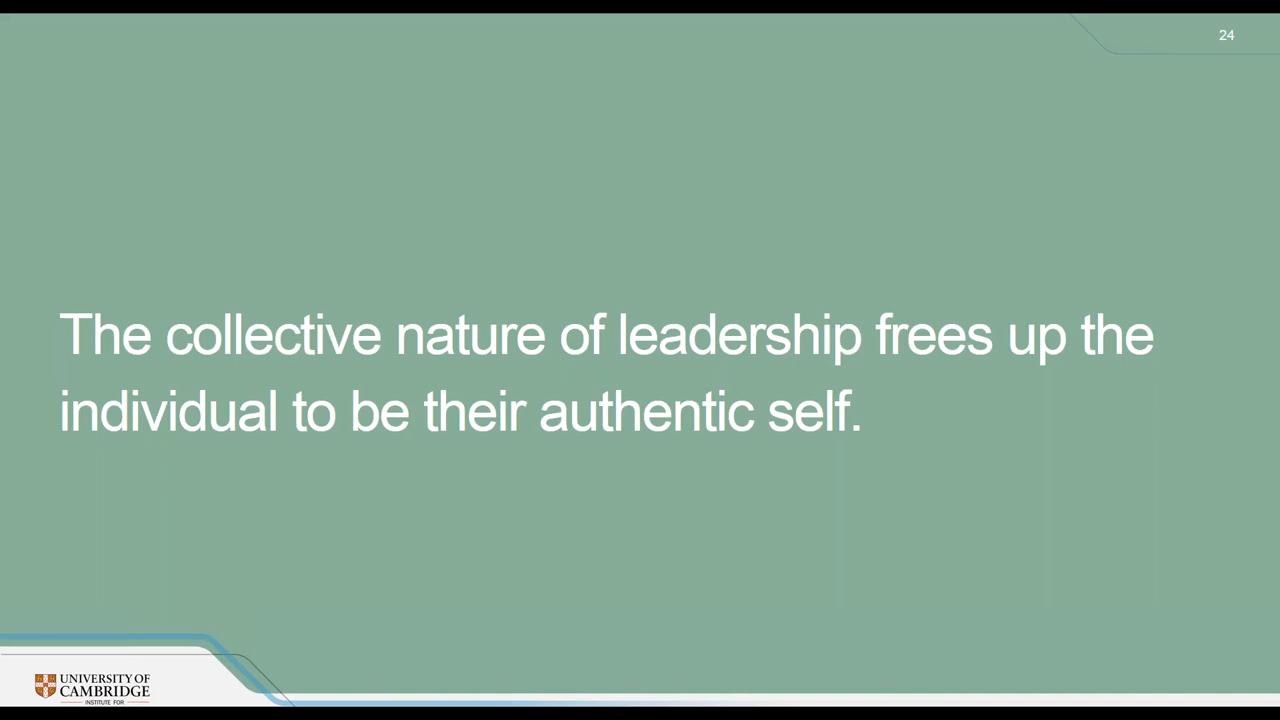 24
The collective nature of leadership frees up the
individual to be their authentic self.
UNIVERSITY OF
CAMBRIDGE
INSTITUTE FOR